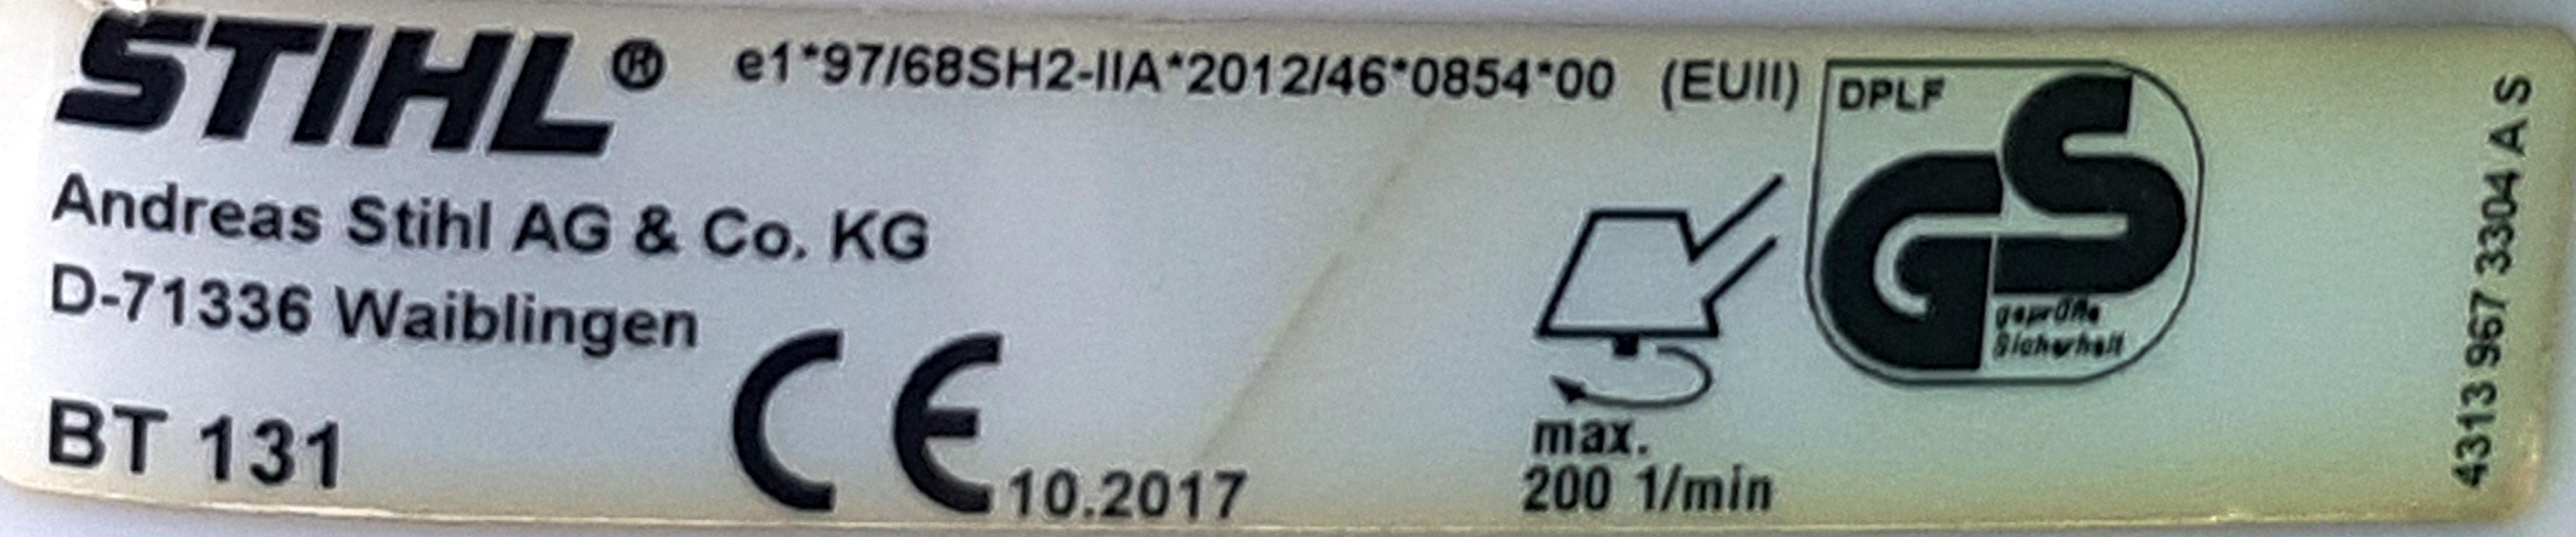 STIHL® e1*97/68SH2-IIA*2012/46*0854*00 (EUII)
Andreas Stihl AG & Co. KG
D-71336 Waiblingen
BT 131
CE 10.2017
max.
200 1/min
DPLF
GS
geprüfte
Sicherheit
4313 967 3304 A S